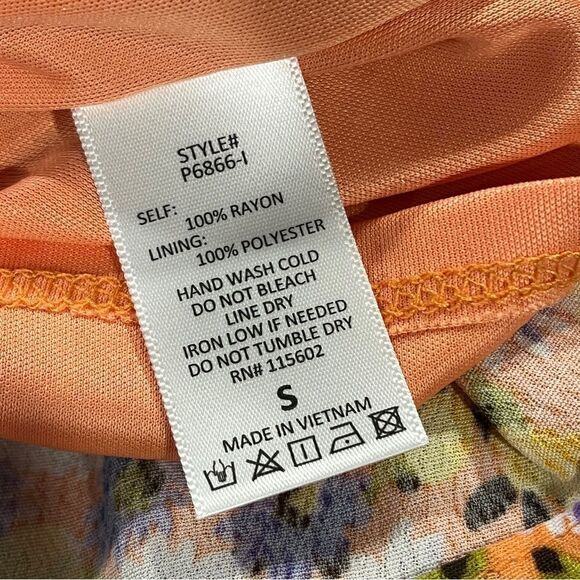 STYLE#
P6866-I
SELF: 100% RAYON
LINING: 100% POLYESTER
HAND WASH COLD
DO NOT BLEACH
LINE DRY
IRON LOW IF NEEDED
DO NOT TUMBLE DRY
RN# 115602
S
MADE IN VIETNAM